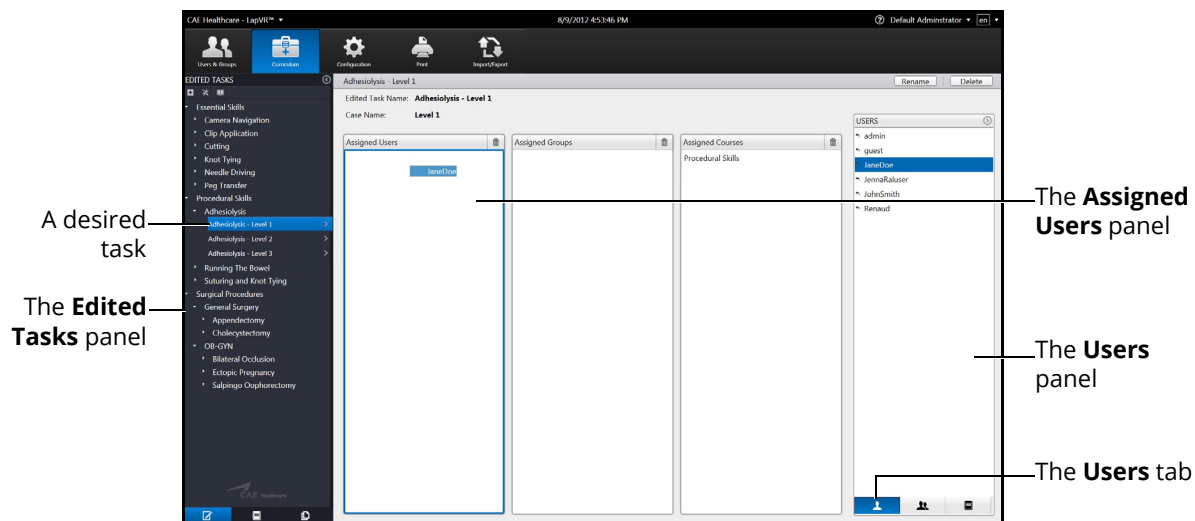 CAE Healthcare - LapVR™
8/9/2012 4:53:46 PM
Default Adminstrator
en
Users & Groups
Curriculum
Configuration
Print
Import/Export
EDITED TASKS
Essential Skills
Camera Navigation
Clip Application
Cutting
Knot Tying
Needle Driving
Peg Transfer
Procedural Skills
Adhesiolysis
Adhesiolysis - Level 1
Adhesiolysis - Level 2
Adhesiolysis - Level 3
Running The Bowel
Suturing and Knot Tying
Surgical Procedures
General Surgery
Appendectomy
Cholecystectomy
OB-GYN
Bilateral Occlusion
Ectopic Pregnancy
Salpingo Oophorectomy
CAE Healthcare
Adhesiolysis - Level 1
Rename
Delete
Edited Task Name: Adhesiolysis - Level 1
Case Name: Level 1
Assigned Users
JaneDoe
Assigned Groups
Assigned Courses
Procedural Skills
USERS
admin
guest
JaneDoe
JennaRaluser
JohnSmith
Renaud
A desired
task
The Edited
Tasks panel
The Assigned
Users panel
The Users
panel
The Users tab